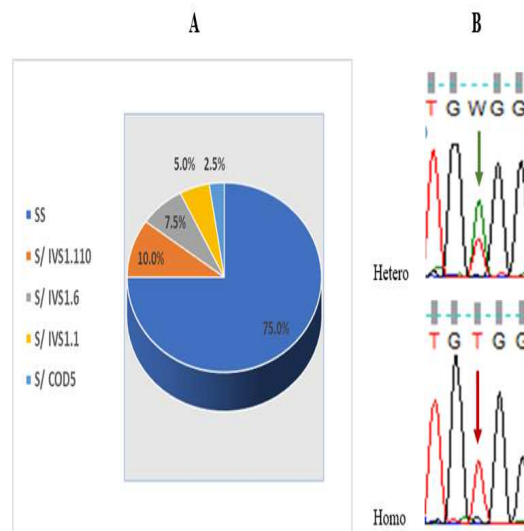 A
B
5.0% 2.5%
7.5%
10.0%
75.0%
SS
S/ IVS1.110
S/ IVS1.6
S/ IVS1.1
S/ COD5
T G W G G
Hetero
T G T G G
Homo